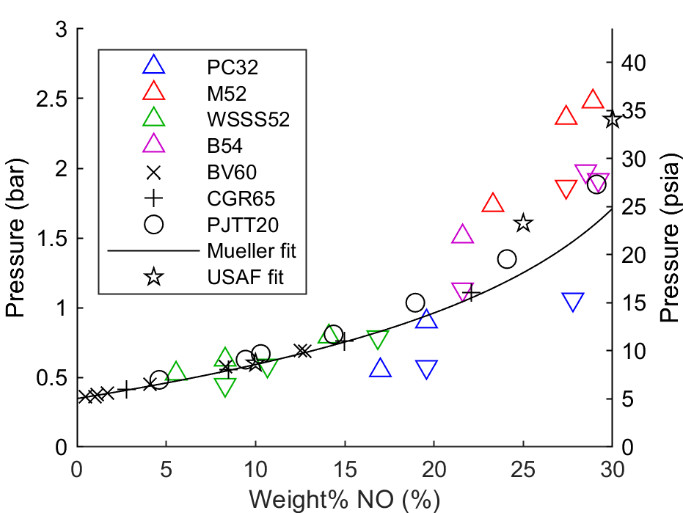 3
2.5
2
1.5
1
0.5
0
Pressure (bar)
PC32
M52
WSSS52
B54
BV60
CGR65
PJTT20
Mueller fit
USAF fit
40
35
30
25
20
15
10
5
0
Pressure (psia)
0 5 10 15 20 25 30
Weight% NO (%)